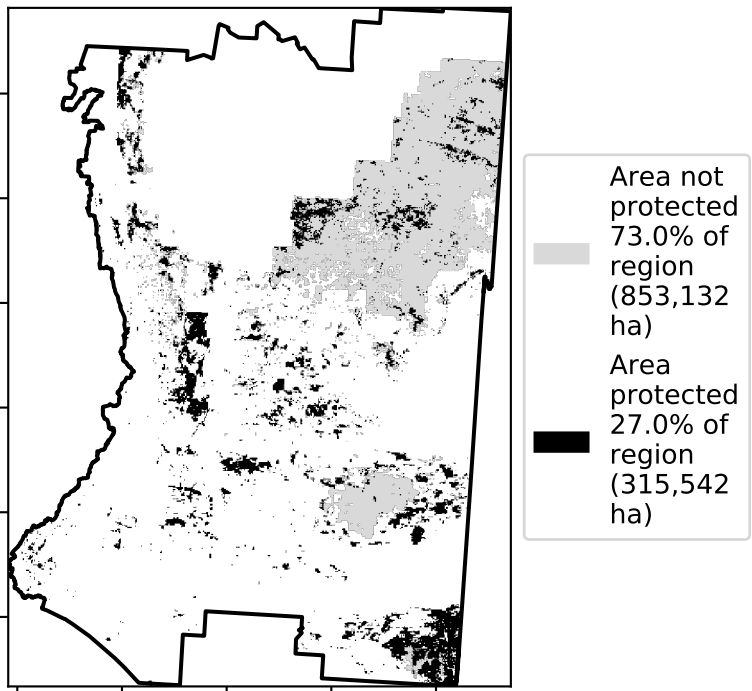 Area not
protected
73.0% of
region
(853,132
ha)
Area
protected
27.0% of
region
(315,542
ha)